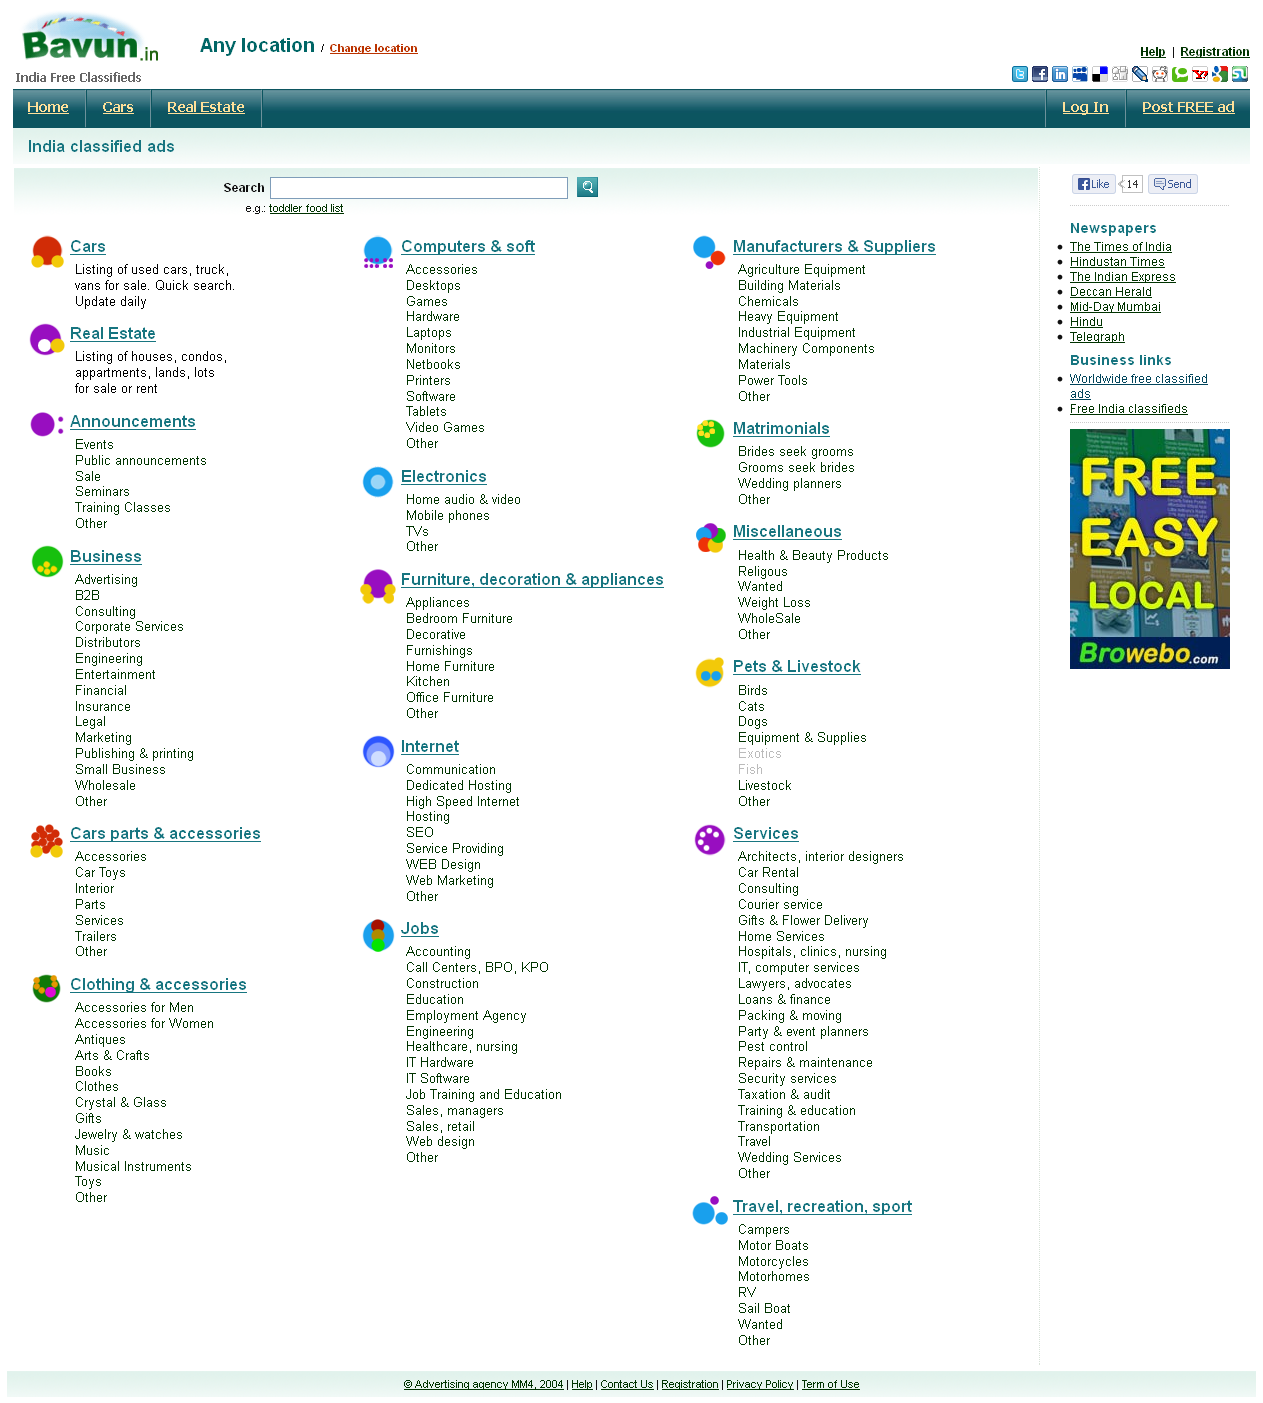 Bavun.in
India Free Classifieds
Any location / Change location
Help | Registration
Home
Cars
Real Estate
Log In
Post FREE ad
India classified ads
Search
e.g.: toddler food list
Cars
Listing of used cars, truck,
vans for sale. Quick search.
Update daily
Real Estate
Listing of houses, condos,
appartments, lands, lots
for sale or rent
Announcements
Events
Public announcements
Sale
Seminars
Training Classes
Other
Business
Advertising
B2B
Consulting
Corporate Services
Distributors
Engineering
Entertainment
Financial
Insurance
Legal
Marketing
Publishing & printing
Small Business
Wholesale
Other
Cars parts & accessories
Accessories
Car Toys
Interior
Parts
Services
Trailers
Other
Clothing & accessories
Accessories for Men
Accessories for Women
Antiques
Arts & Crafts
Books
Clothes
Crystal & Glass
Gifts
Jewelry & watches
Music
Musical Instruments
Toys
Other
Computers & soft
Accessories
Desktops
Games
Hardware
Laptops
Monitors
Netbooks
Printers
Software
Tablets
Video Games
Other
Electronics
Home audio & video
Mobile phones
TVs
Other
Furniture, decoration & appliances
Appliances
Bedroom Furniture
Decorative
Furnishings
Home Furniture
Kitchen
Office Furniture
Other
Internet
Communication
Dedicated Hosting
High Speed Internet
Hosting
SEO
Service Providing
WEB Design
Web Marketing
Other
Jobs
Accounting
Call Centers, BPO, KPO
Construction
Education
Employment Agency
Engineering
Healthcare, nursing
IT Hardware
IT Software
Job Training and Education
Sales, managers
Sales, retail
Web design
Other
Manufacturers & Suppliers
Agriculture Equipment
Building Materials
Chemicals
Heavy Equipment
Industrial Equipment
Machinery Components
Materials
Power Tools
Other
Matrimonials
Brides seek grooms
Grooms seek brides
Wedding planners
Other
Miscellaneous
Health & Beauty Products
Religous
Wanted
Weight Loss
WholeSale
Other
Pets & Livestock
Birds
Cats
Dogs
Equipment & Supplies
Exotics
Fish
Livestock
Other
Services
Architects, interior designers
Car Rental
Consulting
Courier service
Gifts & Flower Delivery
Home Services
Hospitals, clinics, nursing
IT, computer services
Lawyers, advocates
Loans & finance
Packing & moving
Party & event planners
Pest control
Repairs & maintenance
Security services
Taxation & audit
Training & education
Transportation
Travel
Wedding Services
Other
Travel, recreation, sport
Campers
Motor Boats
Motorcycles
Motorhomes
RV
Sail Boat
Wanted
Other
Like 14 Send
Newspapers
The Times of India
Hindustan Times
The Indian Express
Deccan Herald
Mid-Day Mumbai
Hindu
Telegraph
Business links
Worldwide free classified
ads
Free India classifieds
FREE
EASY
LOCAL
Browebo.com
© Advertising agency MM4, 2004 | Help | Contact Us | Registration | Privacy Policy | Term of Use